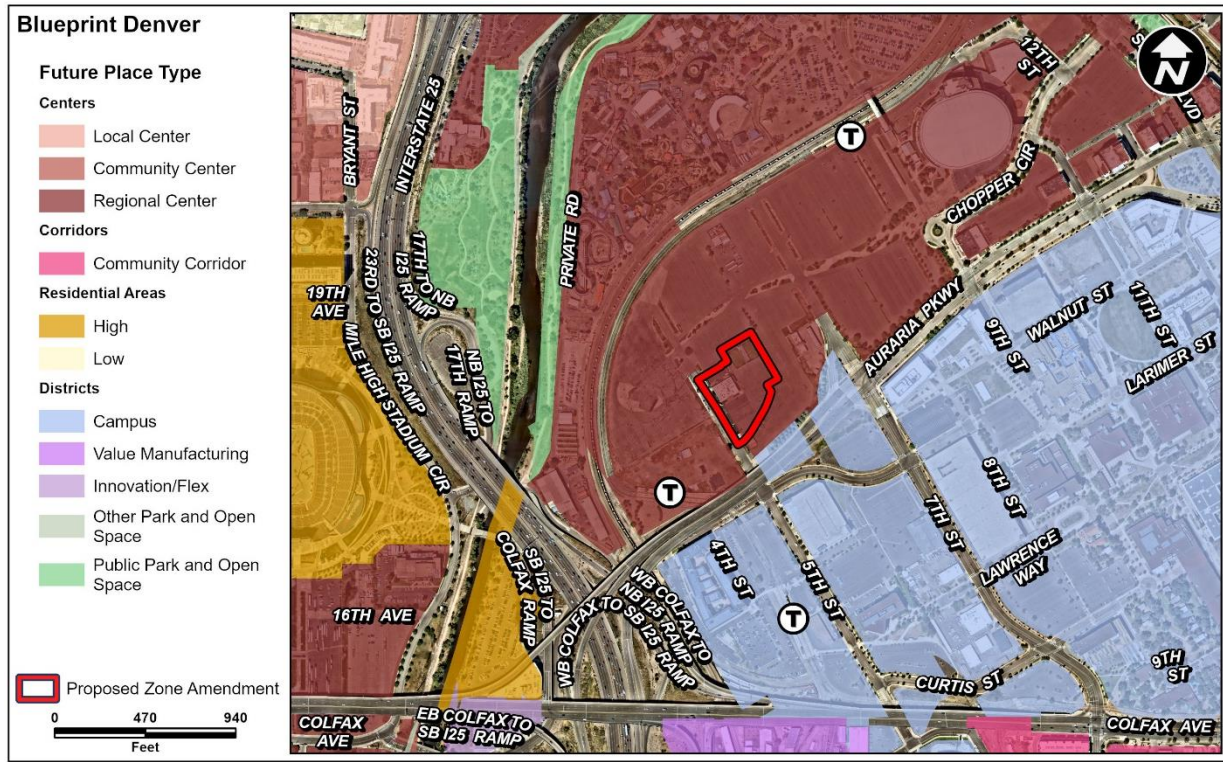 Blueprint Denver
Future Place Type
Centers
Local Center
Community Center
Regional Center
Corridors
Community Corridor
Residential Areas
High
Low
Districts
Campus
Value Manufacturing
Innovation/Flex
Other Park and Open
Space
Public Park and Open
Space
Proposed Zone Amendment
0 470 940
Feet
BRYANT ST
INTERSTATE 25
12TH
ST
N
T
PRIVATE RD
CHOPPER CIR
17TH TO NB
I25 RAMP
23RD TO SB I25 RAMP
19TH
AVE
MILE HIGH STADIUM CIR
NB I25 TO
17TH RAMP
AURARIA PKWY
9TH ST
WALNUT ST
11TH ST
LARIMER ST
T
8TH ST
7TH ST
LAWRENCE
WAY
4TH ST
5TH ST
T
SB I25 TO
COLFAX RAMP
16TH AVE
WB COLFAX TO
NB I25 RAMP
WB COLFAX TO SB I25 RAMP
CURTIS ST
9TH
ST
COLFAX
AVE
EB COLFAX TO
SB I25 RAMP
COLFAX AVE